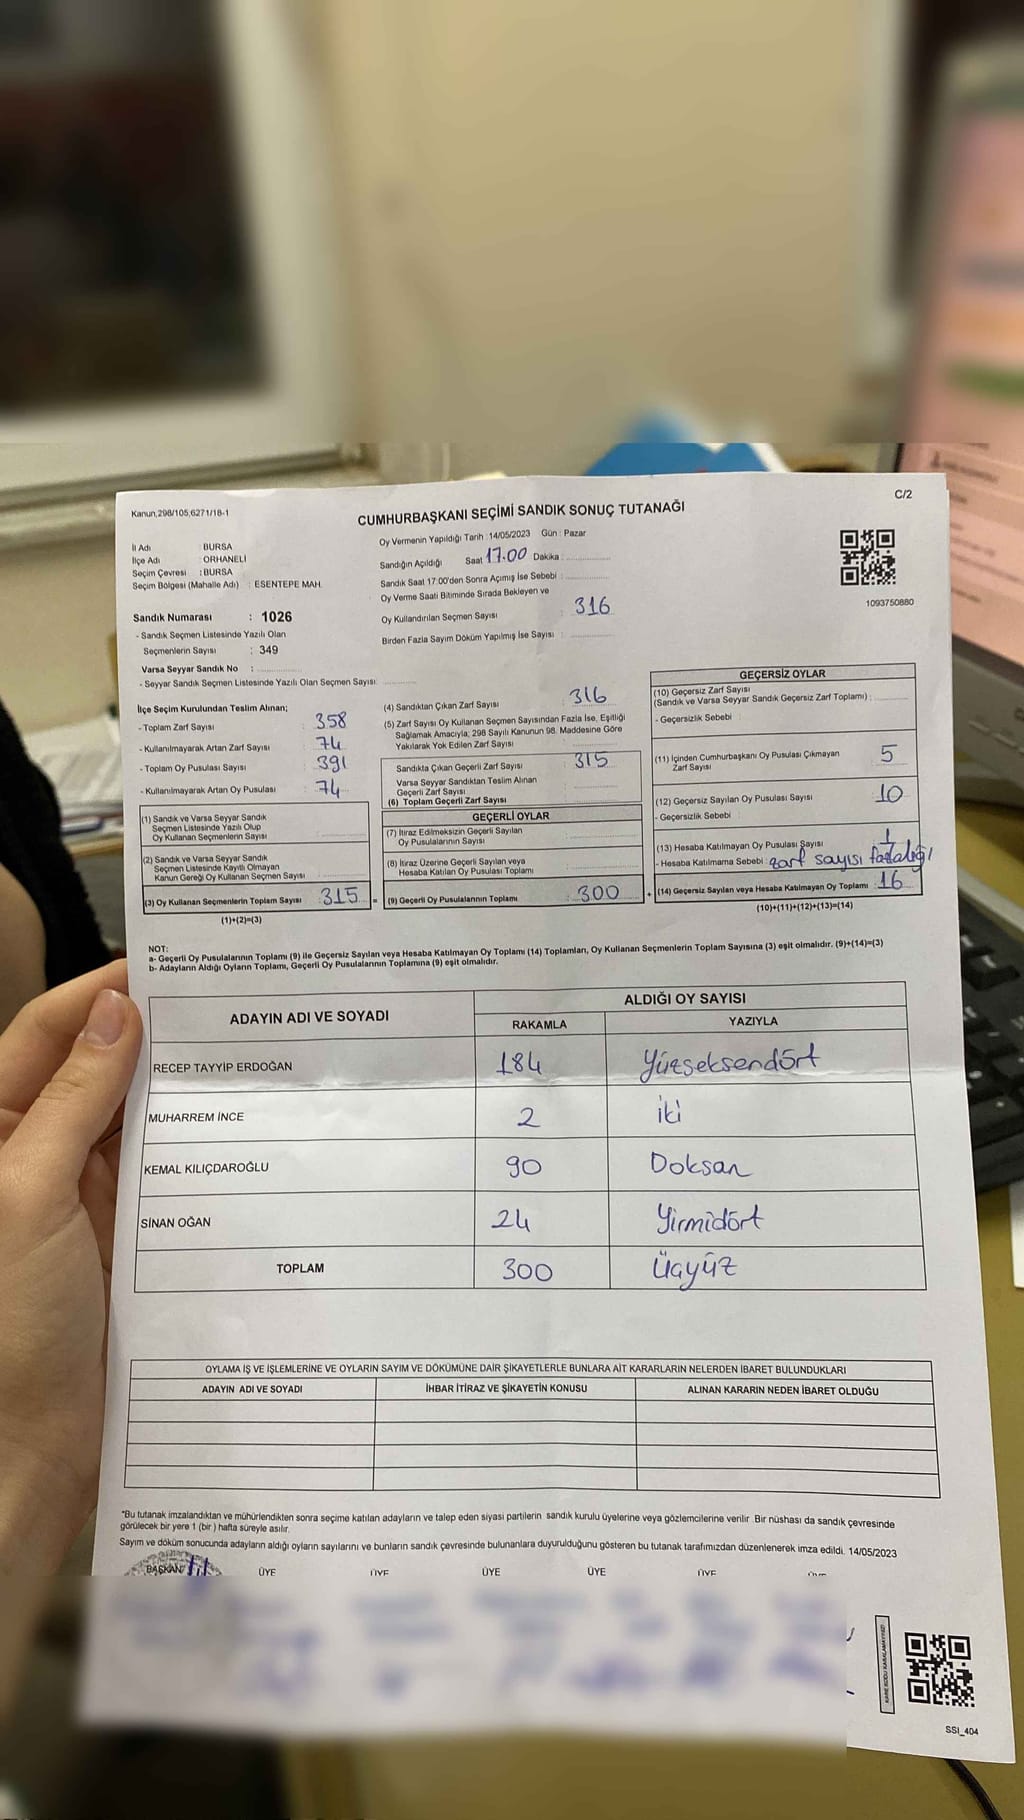 C/2
Kanun,298/105,6271/18-1
CUMHURBAŞKANI SEÇİMİ SANDIK SONUÇ TUTANAĞI
İl Adı : BURSA
İlçe Adı : ORHANELİ
Seçim Çevresi : BURSA
Seçim Bölgesi (Mahalle Adı) : ESENTEPE MAH.
Sandık Numarası : 1026
- Sandık Seçmen Listesinde Yazılı Olan
Seçmenlerin Sayısı : 349
Varsa Seyyar Sandık No :
- Seyyar Sandık Seçmen Listesinde Yazılı Olan Seçmen Sayısı:
Oy Vermenin Yapıldığı Tarih : 14/05/2023 Gün : Pazar
Sandığın Açıldığı Saat 17.00 Dakika :
Sandık Saat 17:00'den Sonra Açımış İse Sebebi :
Oy Verme Saati Bitiminde Sırada Bekleyen ve
Oy Kullandırılan Seçmen Sayısı : 316
Birden Fazla Sayım Döküm Yapılmış İse Sayısı :
1093750880
İlçe Seçim Kurulundan Teslim Alınan;
- Toplam Zarf Sayısı : 358
- Kullanılmayarak Artan Zarf Sayısı : 74
- Toplam Oy Pusulası Sayısı : 391
- Kullanılmayarak Artan Oy Pusulası : 74
(1) Sandık ve Varsa Seyyar Sandık
Seçmen Listesinde Yazılı Olup
Oy Kullanan Seçmenlerin Sayısı :
(2) Sandık ve Varsa Seyyar Sandık
Seçmen Listesinde Kayıtlı Olmayan
Kanun Gereği Oy Kullanan Seçmen Sayısı :
(3) Oy Kullanan Seçmenlerin Toplam Sayısı : 315 =
(1)+(2)=(3)
(4) Sandıktan Çıkan Zarf Sayısı : 316
(5) Zarf Sayısı Oy Kullanan Seçmen Sayısından Fazla İse, Eşitliği
Sağlamak Amacıyla; 298 Sayılı Kanunun 98. Maddesine Göre
Yakılarak Yok Edilen Zarf Sayısı :
Sandıkta Çıkan Geçerli Zarf Sayısı : 315
Varsa Seyyar Sandıktan Teslim Alınan
Geçerli Zarf Sayısı :
(6) Toplam Geçerli Zarf Sayısı
GEÇERLİ OYLAR
(7) İtiraz Edilmeksizin Geçerli Sayılan
Oy Pusulalarının Sayısı :
(8) İtiraz Üzerine Geçerli Sayılan veya
Hesaba Katılan Oy Pusulası Toplamı :
(9) Geçerli Oy Pusulalarının Toplamı : 300 +
GEÇERSİZ OYLAR
(10) Geçersiz Zarf Sayısı
(Sandık ve Varsa Seyyar Sandık Geçersiz Zarf Toplamı) :
- Geçersizlik Sebebi :
(11) İçinden Cumhurbaşkanı Oy Pusulası Çıkmayan
Zarf Sayısı : 5
(12) Geçersiz Sayılan Oy Pusulası Sayısı : 10
- Geçersizlik Sebebi :
(13) Hesaba Katılmayan Oy Pusulası Sayısı : 1
- Hesaba Katılmama Sebebi : zarf sayısı fazlalığı
(14) Geçersiz Sayılan veya Hesaba Katılmayan Oy Toplamı : 16
(10)+(11)+(12)+(13)=(14)
NOT:
a- Geçerli Oy Pusulalarının Toplamı (9) ile Geçersiz Sayılan veya Hesaba Katılmayan Oy Toplamı (14) Toplamları, Oy Kullanan Seçmenlerin Toplam Sayısına (3) eşit olmalıdır. (9)+(14)=(3)
b- Adayların Aldığı Oyların Toplamı, Geçerli Oy Pusulalarının Toplamına (9) eşit olmalıdır.
ADAYIN ADI VE SOYADI ALDIĞI OY SAYISI
RAKAMLA YAZIYLA
RECEP TAYYİP ERDOĞAN 184 Yüzseksendört
MUHARREM İNCE 2 iki
KEMAL KILIÇDAROĞLU 90 Doksan
SİNAN OĞAN 24 Yirmidört
TOPLAM 300 Üçyüz
OYLAMA İŞ VE İŞLEMLERİNE VE OYLARIN SAYIM VE DÖKÜMÜNE DAİR ŞİKAYETLERLE BUNLARA AİT KARARLARIN NELERDEN İBARET BULUNDUKLARI
ADAYIN ADI VE SOYADI İHBAR İTİRAZ VE ŞİKAYETİN KONUSU ALINAN KARARIN NEDEN İBARET OLDUĞU
*Bu tutanak imzalandıktan ve mühürlendikten sonra seçime katılan adayların ve talep eden siyasi partilerin sandık kurulu üyelerine veya gözlemcilerine verilir. Bir nüshası da sandık çevresinde
görülecek bir yere 1 (bir) hafta süreyle asılır.
Sayım ve döküm sonucunda adayların aldığı oyların sayılarını ve bunların sandık çevresinde bulunanlara duyurulduğunu gösteren bu tutanak tarafımızdan düzenlenerek imza edildi. 14/05/2023
BAŞKAN ÜYE ÜYE ÜYE ÜYE ÜYE
SSI_404